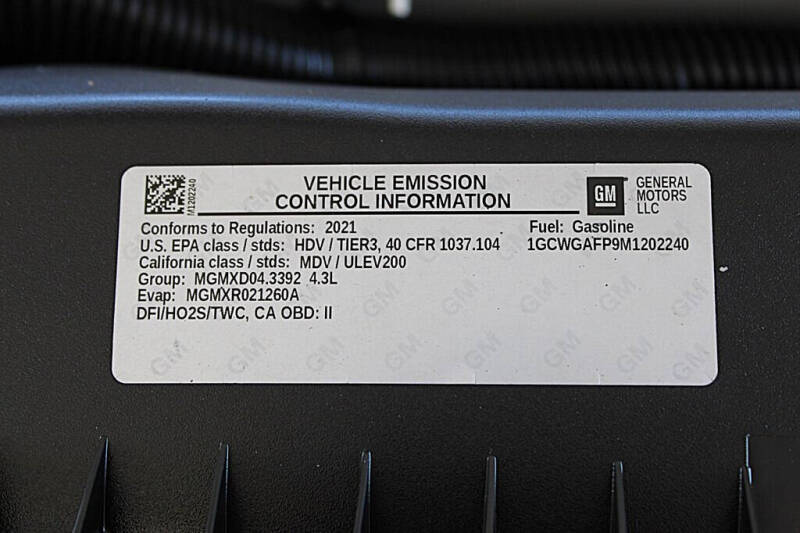 M1202240
VEHICLE EMISSION
CONTROL INFORMATION
GM
GENERAL
MOTORS
LLC
Conforms to Regulations: 2021
Fuel: Gasoline
U.S. EPA class / stds: HDV / TIER3, 40 CFR 1037.104
1GCWGAFP9M1202240
California class / stds: MDV / ULEV200
Group: MGMXD04.3392 4.3L
Evap: MGMXR021260A
DFI/HO2S/TWC, CA OBD: II